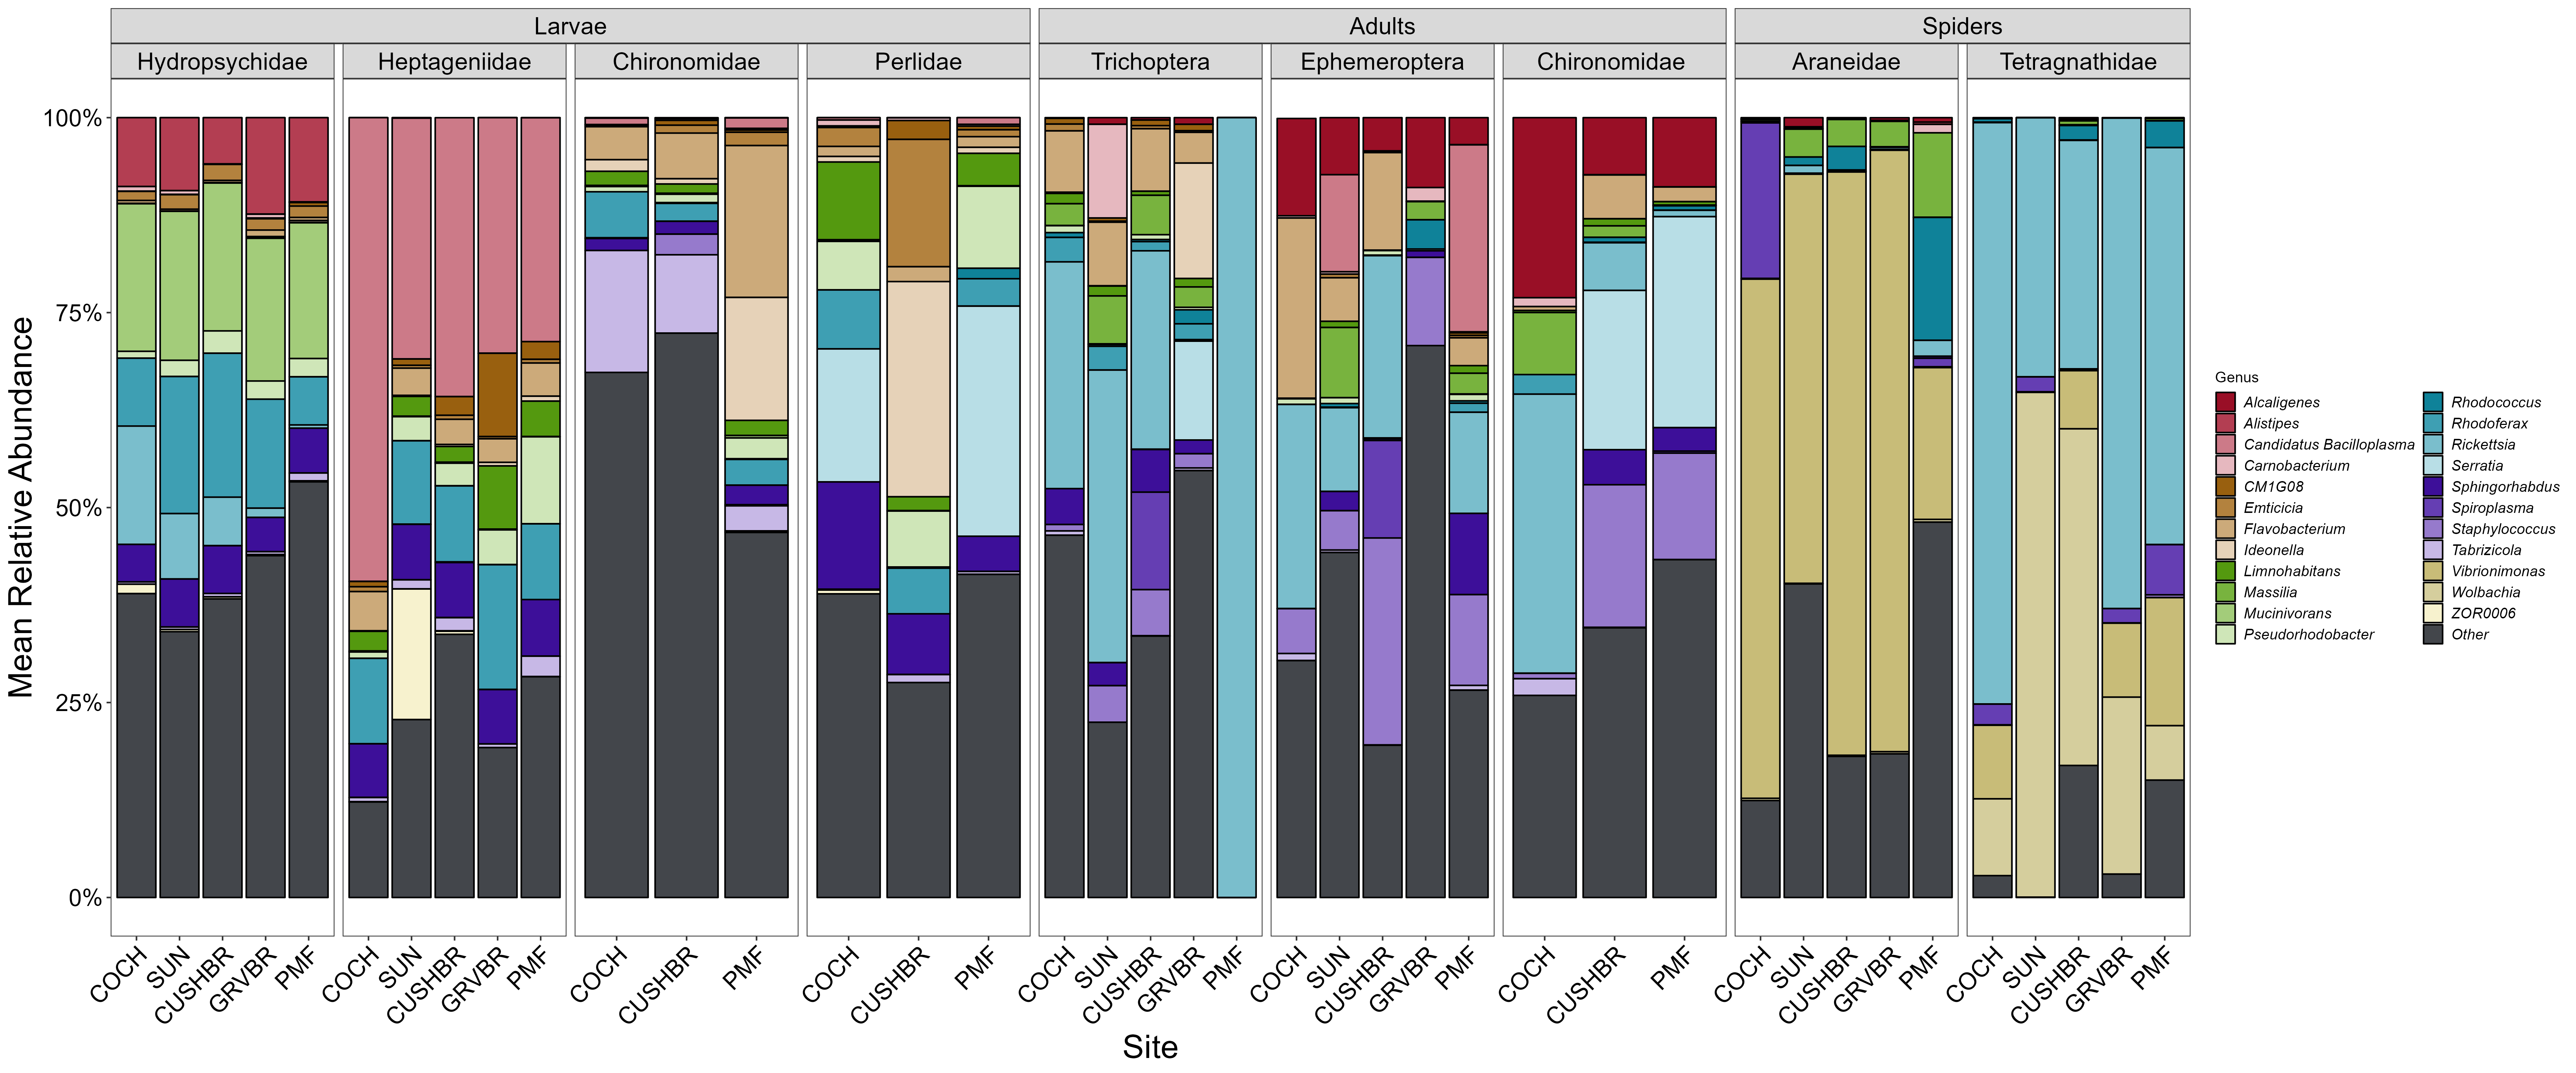 Larvae Adults Spiders
Hydropsychidae Heptageniidae Chironomidae Perlidae Trichoptera Ephemeroptera Chironomidae Araneidae Tetragnathidae
Mean Relative Abundance
100%
75%
50%
25%
0%
COCH SUN CUSHBR GRVBR PMF COCH SUN CUSHBR GRVBR PMF COCH CUSHBR PMF COCH CUSHBR PMF COCH SUN CUSHBR GRVBR PMF COCH SUN CUSHBR GRVBR PMF COCH CUSHBR PMF COCH SUN CUSHBR GRVBR PMF COCH SUN CUSHBR GRVBR PMF
Site
Genus
Alcaligenes
Alistipes
Candidatus Bacilloplasma
Carnobacterium
CM1G08
Emticicia
Flavobacterium
Ideonella
Limnohabitans
Massilia
Mucinivorans
Pseudorhodobacter
Rhodococcus
Rhodoferax
Rickettsia
Serratia
Sphingorhabdus
Spiroplasma
Staphylococcus
Tabrizicola
Vibrionimonas
Wolbachia
ZOR0006
Other